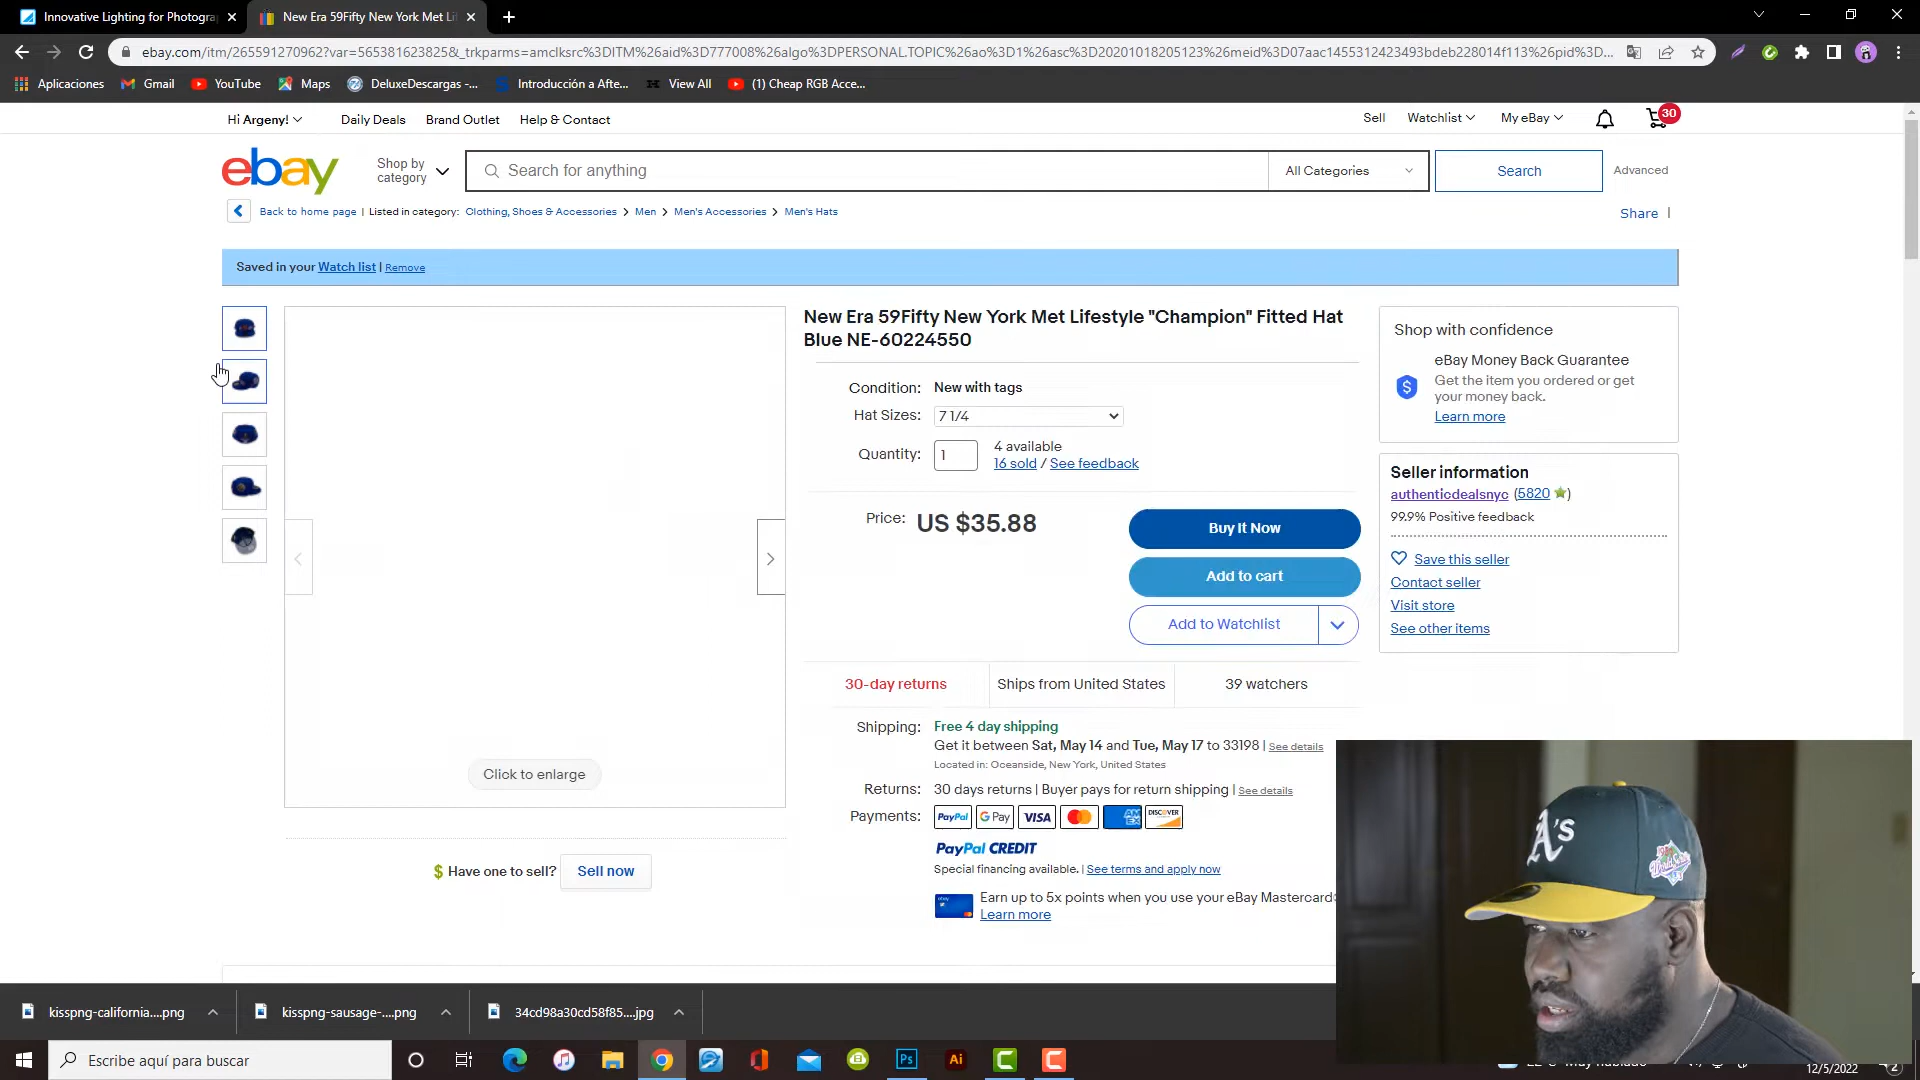 Innovative Lighting for Photogra
New Era 59Fifty New York Met Li
ebay.com/itm/265591270962?var=565381623825&_trkparms=amclksrc%3DITM%26aid%3D777008%26algo%3DPERSONAL.TOPIC%26ao%3D1%26asc%3D20201018205123%26meid%3D07aac1455312423493bdeb228014f113%26pid%3D...
Aplicaciones
Gmail
YouTube
Maps
DeluxeDescargas -...
Introducción a Afte...
View All
(1) Cheap RGB Acce...
Hi Argeny!
Daily Deals
Brand Outlet
Help & Contact
Sell
Watchlist
My eBay
30
ebay
Shop by
category
Search for anything
All Categories
Search
Advanced
Back to home page | Listed in category: Clothing, Shoes & Accessories > Men > Men's Accessories > Men's Hats
Share |
Saved in your Watch list | Remove
New Era 59Fifty New York Met Lifestyle "Champion" Fitted Hat
Blue NE-60224550
Condition: New with tags
Hat Sizes: 7 1/4
Quantity: 1
4 available
16 sold / See feedback
Price: US $35.88
Buy It Now
Add to cart
Add to Watchlist
30-day returns
Ships from United States
39 watchers
Shipping: Free 4 day shipping
Get it between Sat, May 14 and Tue, May 17 to 33198 | See details
Located in: Oceanside, New York, United States
Returns: 30 days returns | Buyer pays for return shipping | See details
Payments:
PayPal
G Pay
VISA
AMEX
DISCOVER
PayPal CREDIT
Special financing available. | See terms and apply now
Earn up to 5x points when you use your eBay Mastercard
Learn more
Click to enlarge
$ Have one to sell?
Sell now
Shop with confidence
eBay Money Back Guarantee
Get the item you ordered or get
your money back.
Learn more
Seller information
authenticdealsnyc (5820)
99.9% Positive feedback
Save this seller
Contact seller
Visit store
See other items
A's
kisspng-california....png
kisspng-sausage-....png
34cd98a30cd58f85....jpg
Escribe aquí para buscar
Ps
Ai
12/5/2022
2